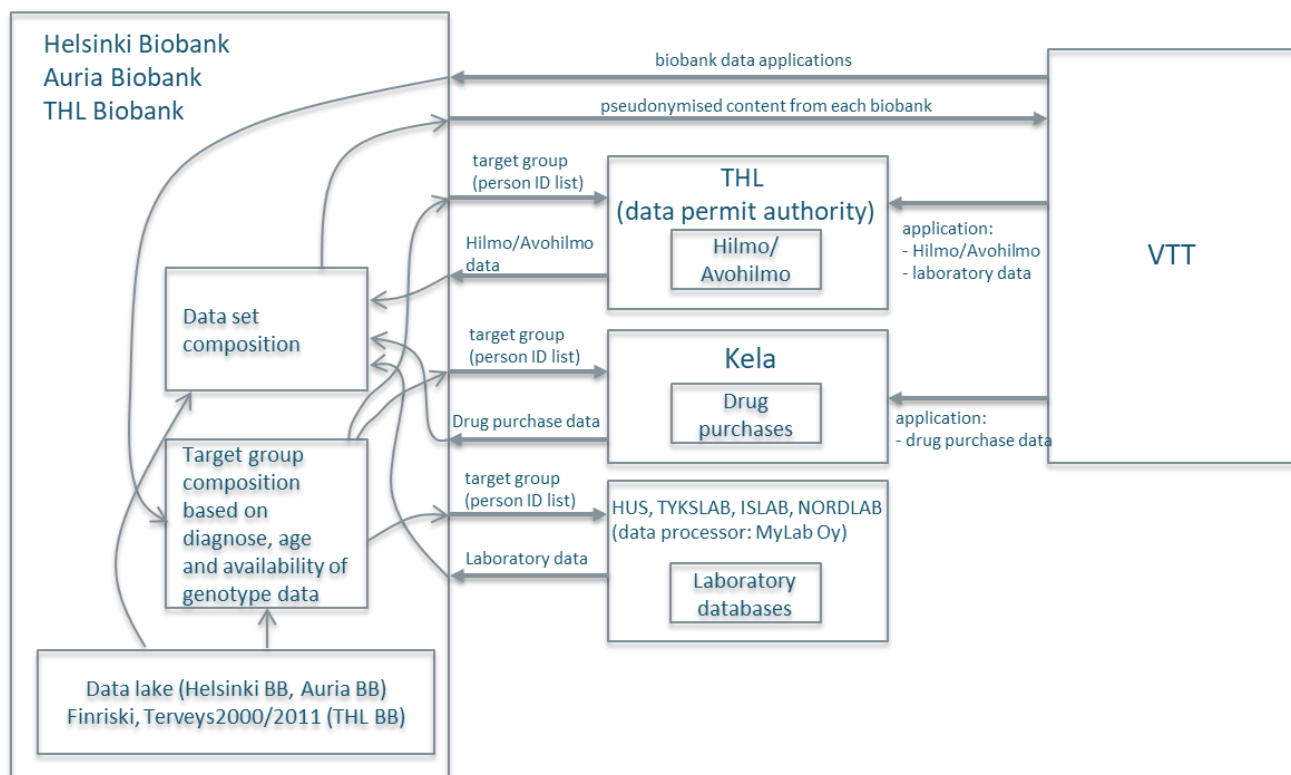 Helsinki Biobank
Auria Biobank
THL Biobank
biobank data applications
pseudonymised content from each biobank
target group
(person ID list)
THL
(data permit authority)
Hilmo/
Avohilmo
Hilmo/Avohilmo
data
application:
- Hilmo/Avohilmo
- laboratory data
VTT
Data set
composition
target group
(person ID list)
Kela
Drug
purchases
Drug purchase data
application:
- drug purchase data
Target group
composition
based on
diagnose, age
and availability of
genotype data
target group
(person ID list)
HUS, TYKSLAB, ISLAB, NORDLAB
(data processor: MyLab Oy)
Laboratory data
Laboratory
databases
Data lake (Helsinki BB, Auria BB)
Finriski, Terveys2000/2011 (THL BB)